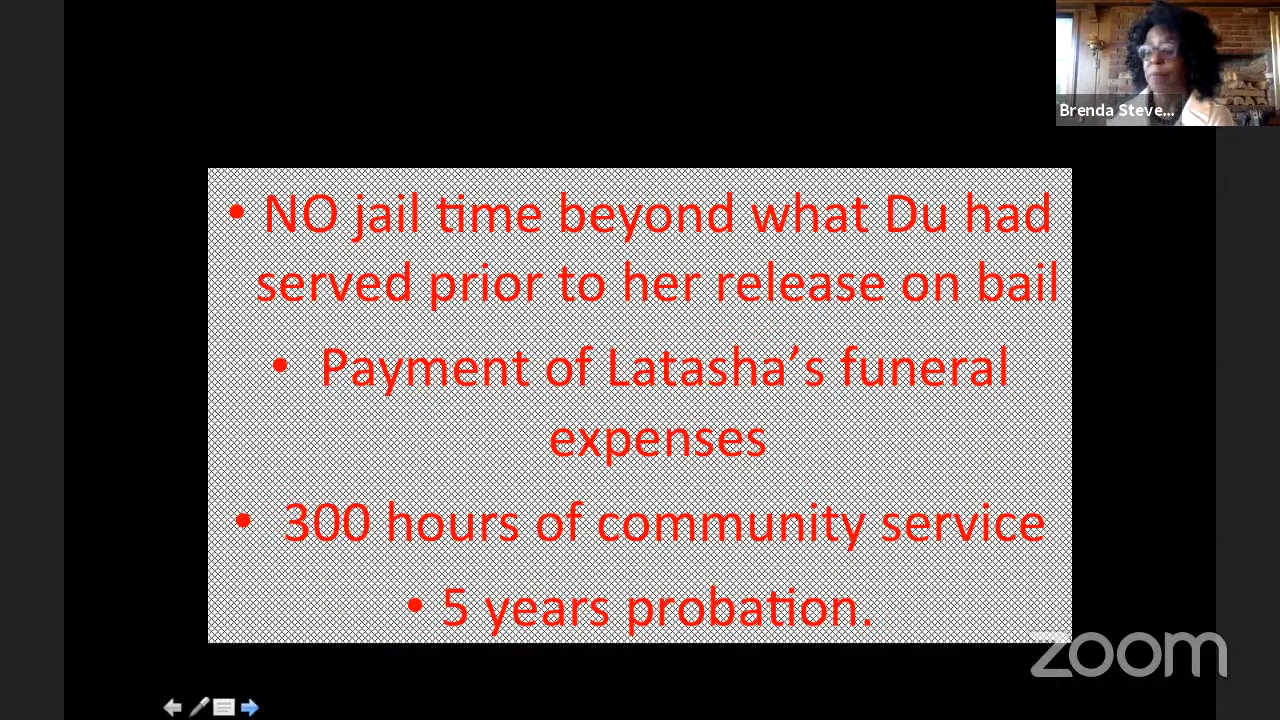 Brenda Steve...
• NO jail time beyond what Du had
served prior to her release on bail
• Payment of Latasha’s funeral
expenses
• 300 hours of community service
• 5 years probation.
zoom